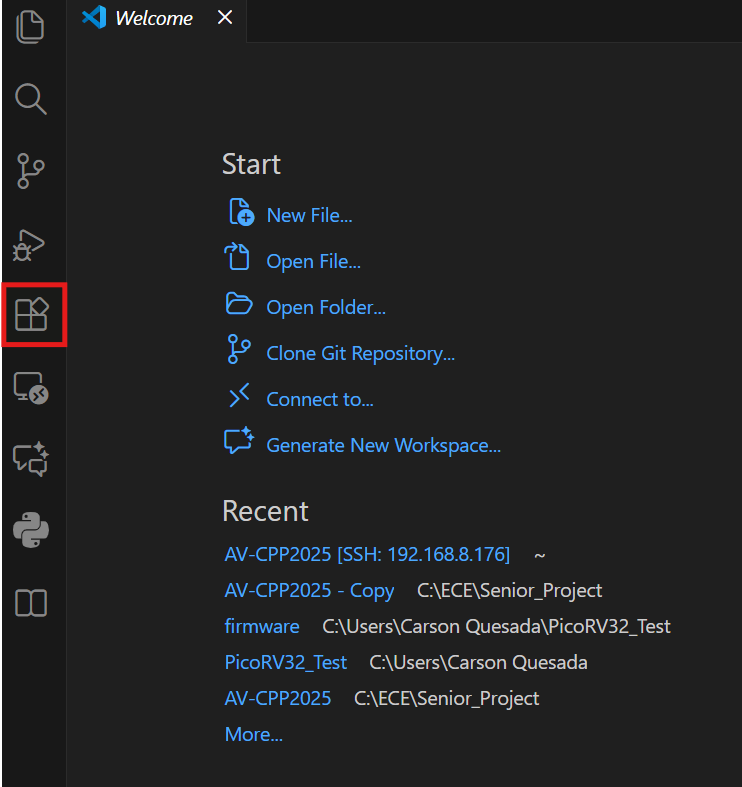 Welcome
Start
New File...
Open File...
Open Folder...
Clone Git Repository...
Connect to...
Generate New Workspace...
Recent
AV-CPP2025 [SSH: 192.168.8.176] ~
AV-CPP2025 - Copy C:\ECE\Senior_Project
firmware C:\Users\Carson Quesada\PicoRV32_Test
PicoRV32_Test C:\Users\Carson Quesada
AV-CPP2025 C:\ECE\Senior_Project
More...